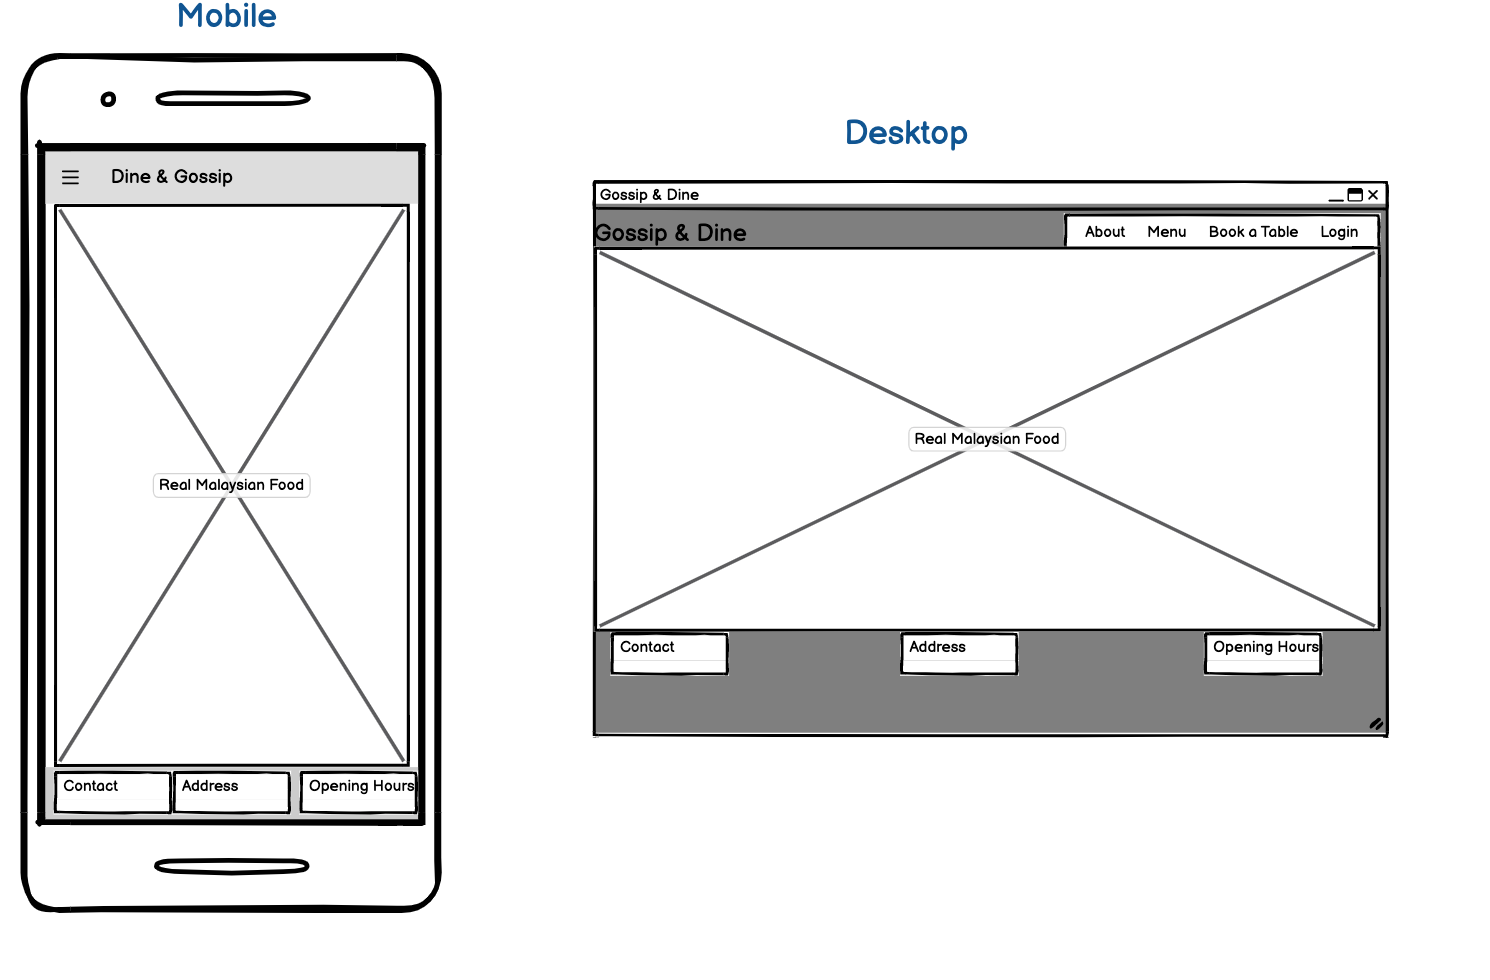 Mobile
Dine & Gossip
Real Malaysian Food
Contact
Address
Opening Hours
Desktop
Gossip & Dine
Gossip & Dine
About Menu Book a Table Login
Real Malaysian Food
Contact
Address
Opening Hours